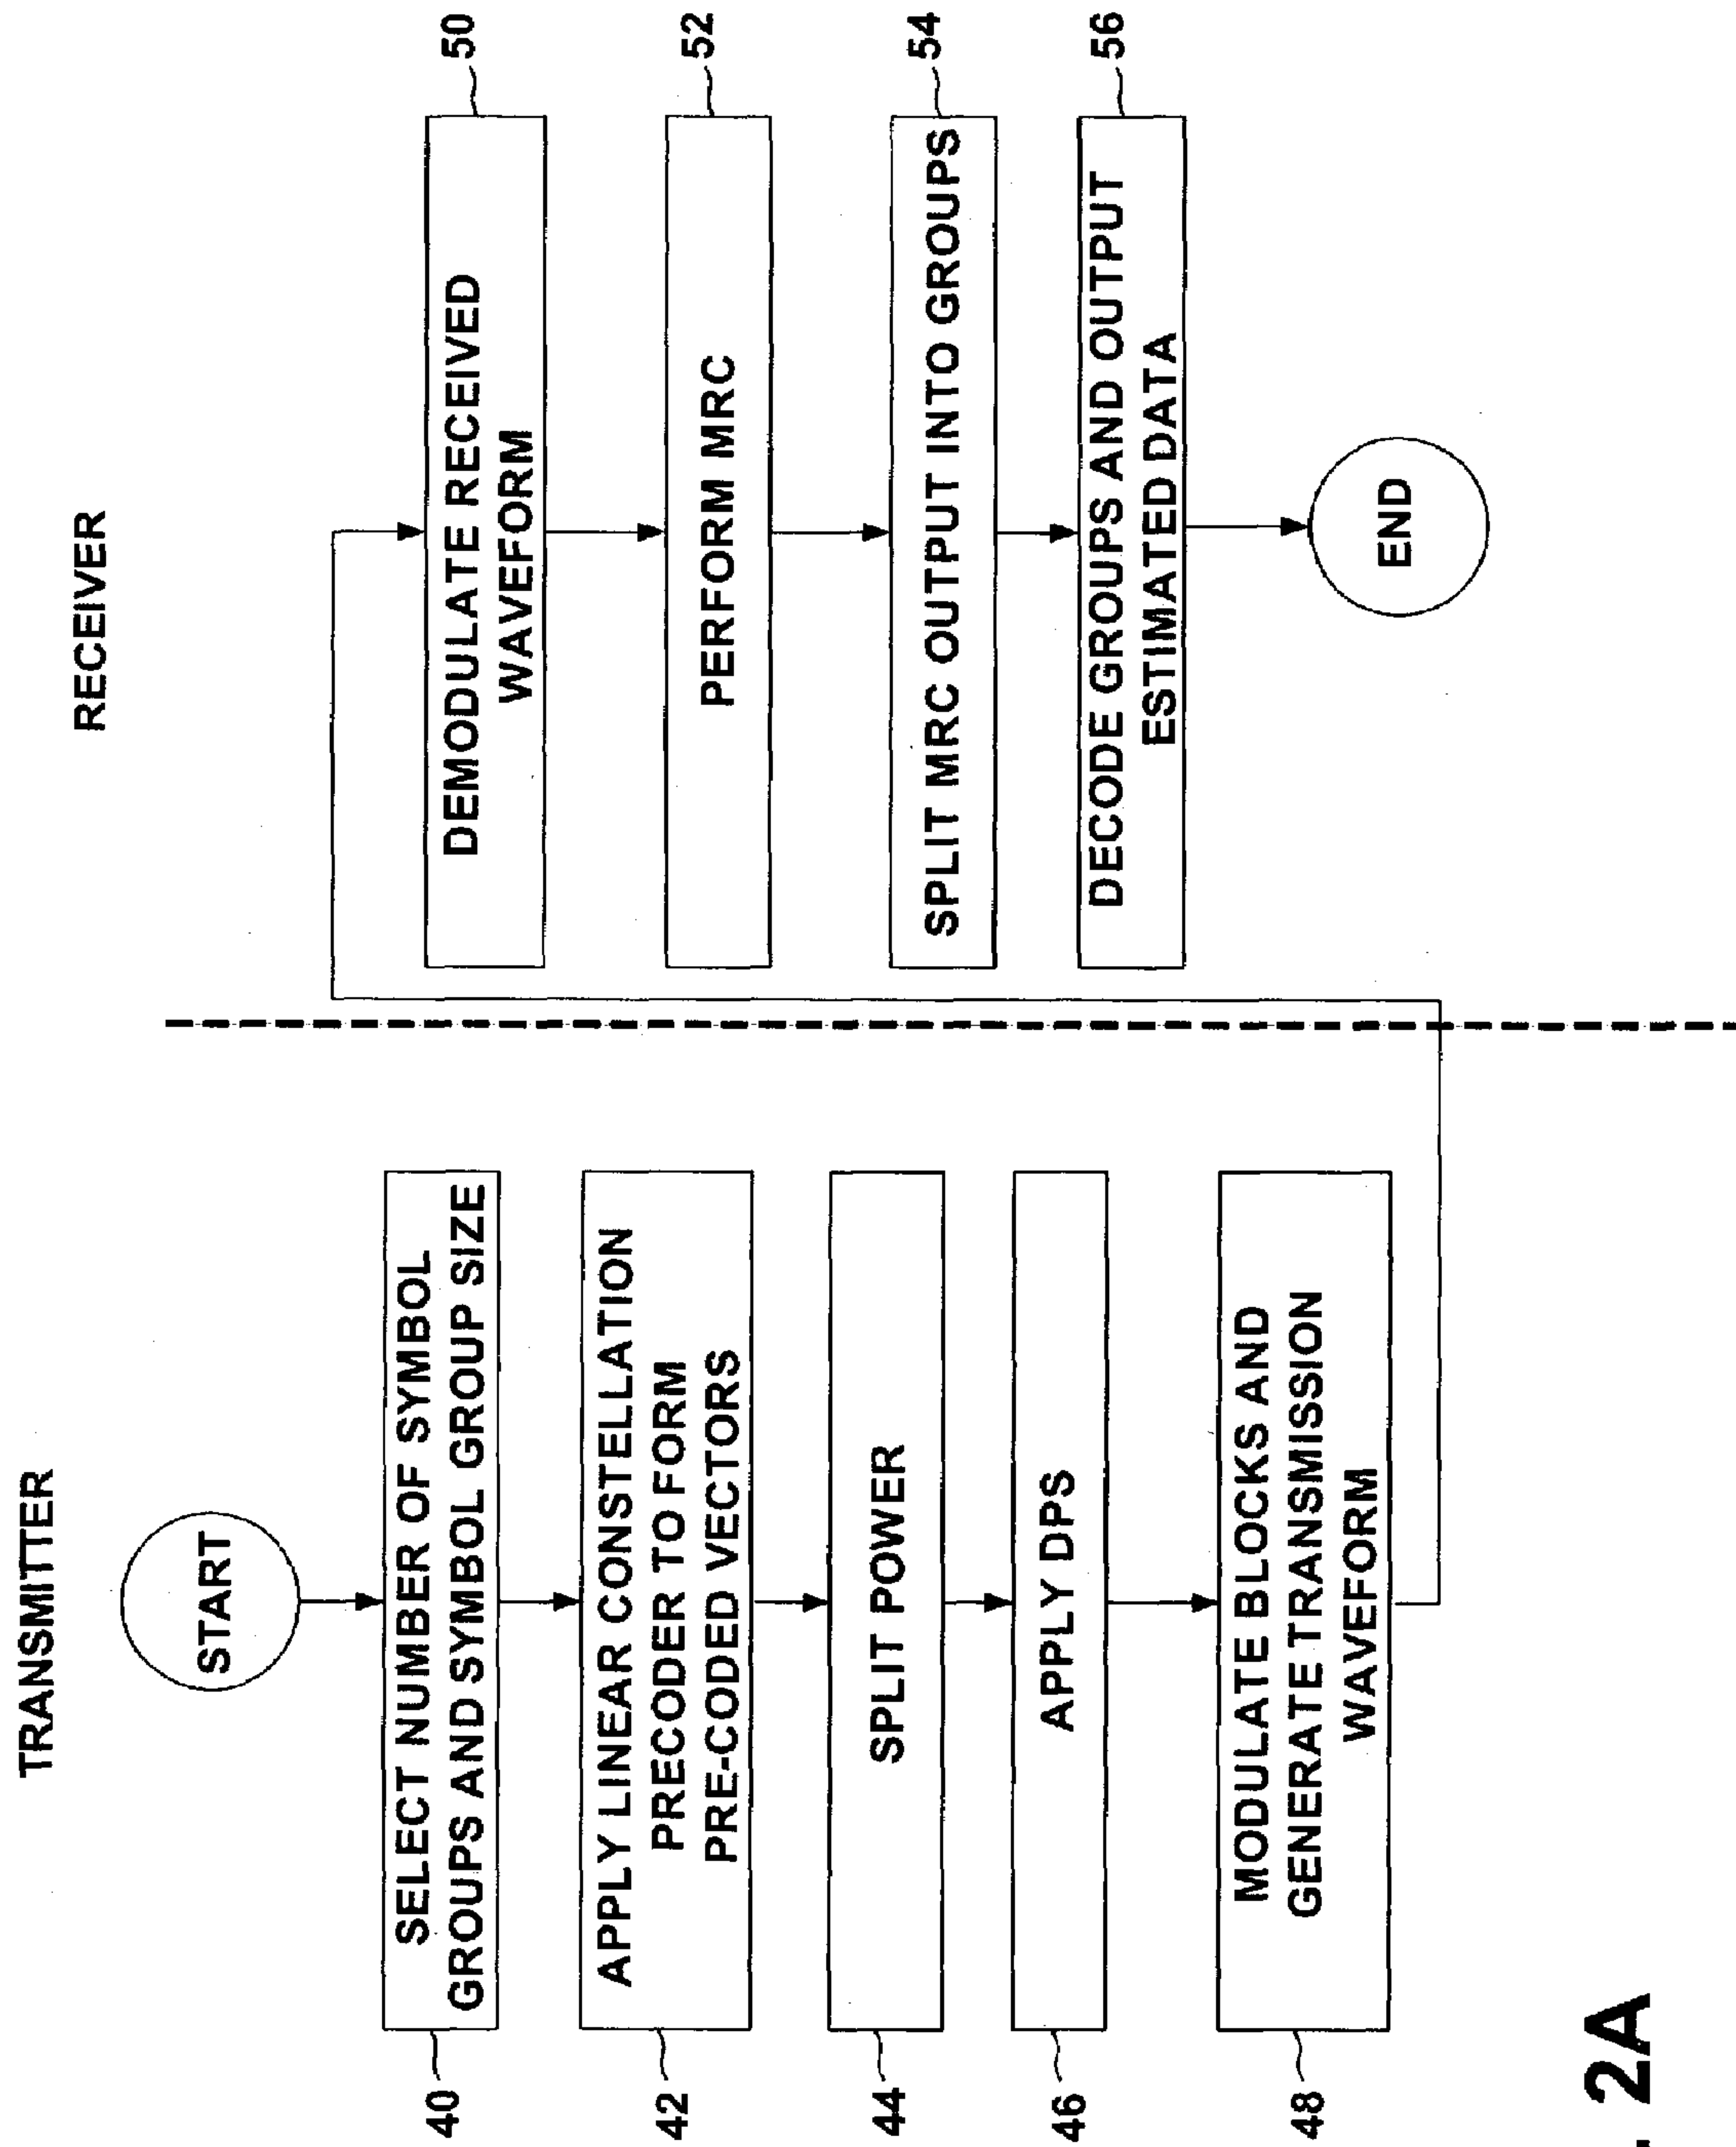 TRANSMITTER
START
SELECT NUMBER OF SYMBOL
GROUPS AND SYMBOL GROUP SIZE
40
APPLY LINEAR CONSTELLATION
PRECODER TO FORM
PRE-CODED VECTORS
42
SPLIT POWER
44
APPLY DPS
46
MODULATE BLOCKS AND
GENERATE TRANSMISSION
WAVEFORM
48
RECEIVER
DEMODULATE RECEIVED
WAVEFORM
50
PERFORM MRC
52
SPLIT MRC OUTPUT INTO GROUPS
54
DECODE GROUPS AND OUTPUT
ESTIMATED DATA
56
END
2A